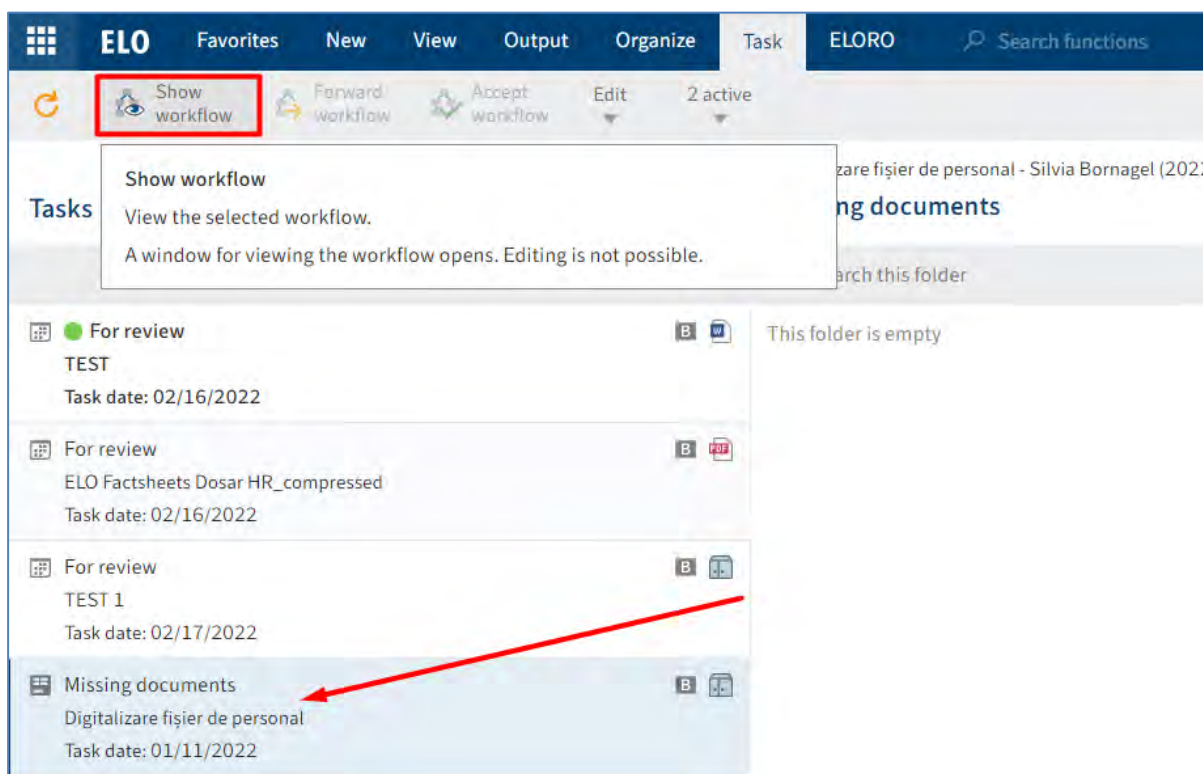 ELO Favorites New View Output Organize Task ELORO Search functions
Show workflow
Forward workflow
Accept workflow
Edit
2 active
zare fișier de personal - Silvia Bornagel (2022
Tasks
ng documents
Show workflow
View the selected workflow.
A window for viewing the workflow opens. Editing is not possible.
arch this folder
For review
B W
TEST
Task date: 02/16/2022
This folder is empty
For review
B PDF
ELO Factsheets Dosar HR_compressed
Task date: 02/16/2022
For review
B
TEST 1
Task date: 02/17/2022
Missing documents
B
Digitalizare fișier de personal
Task date: 01/11/2022